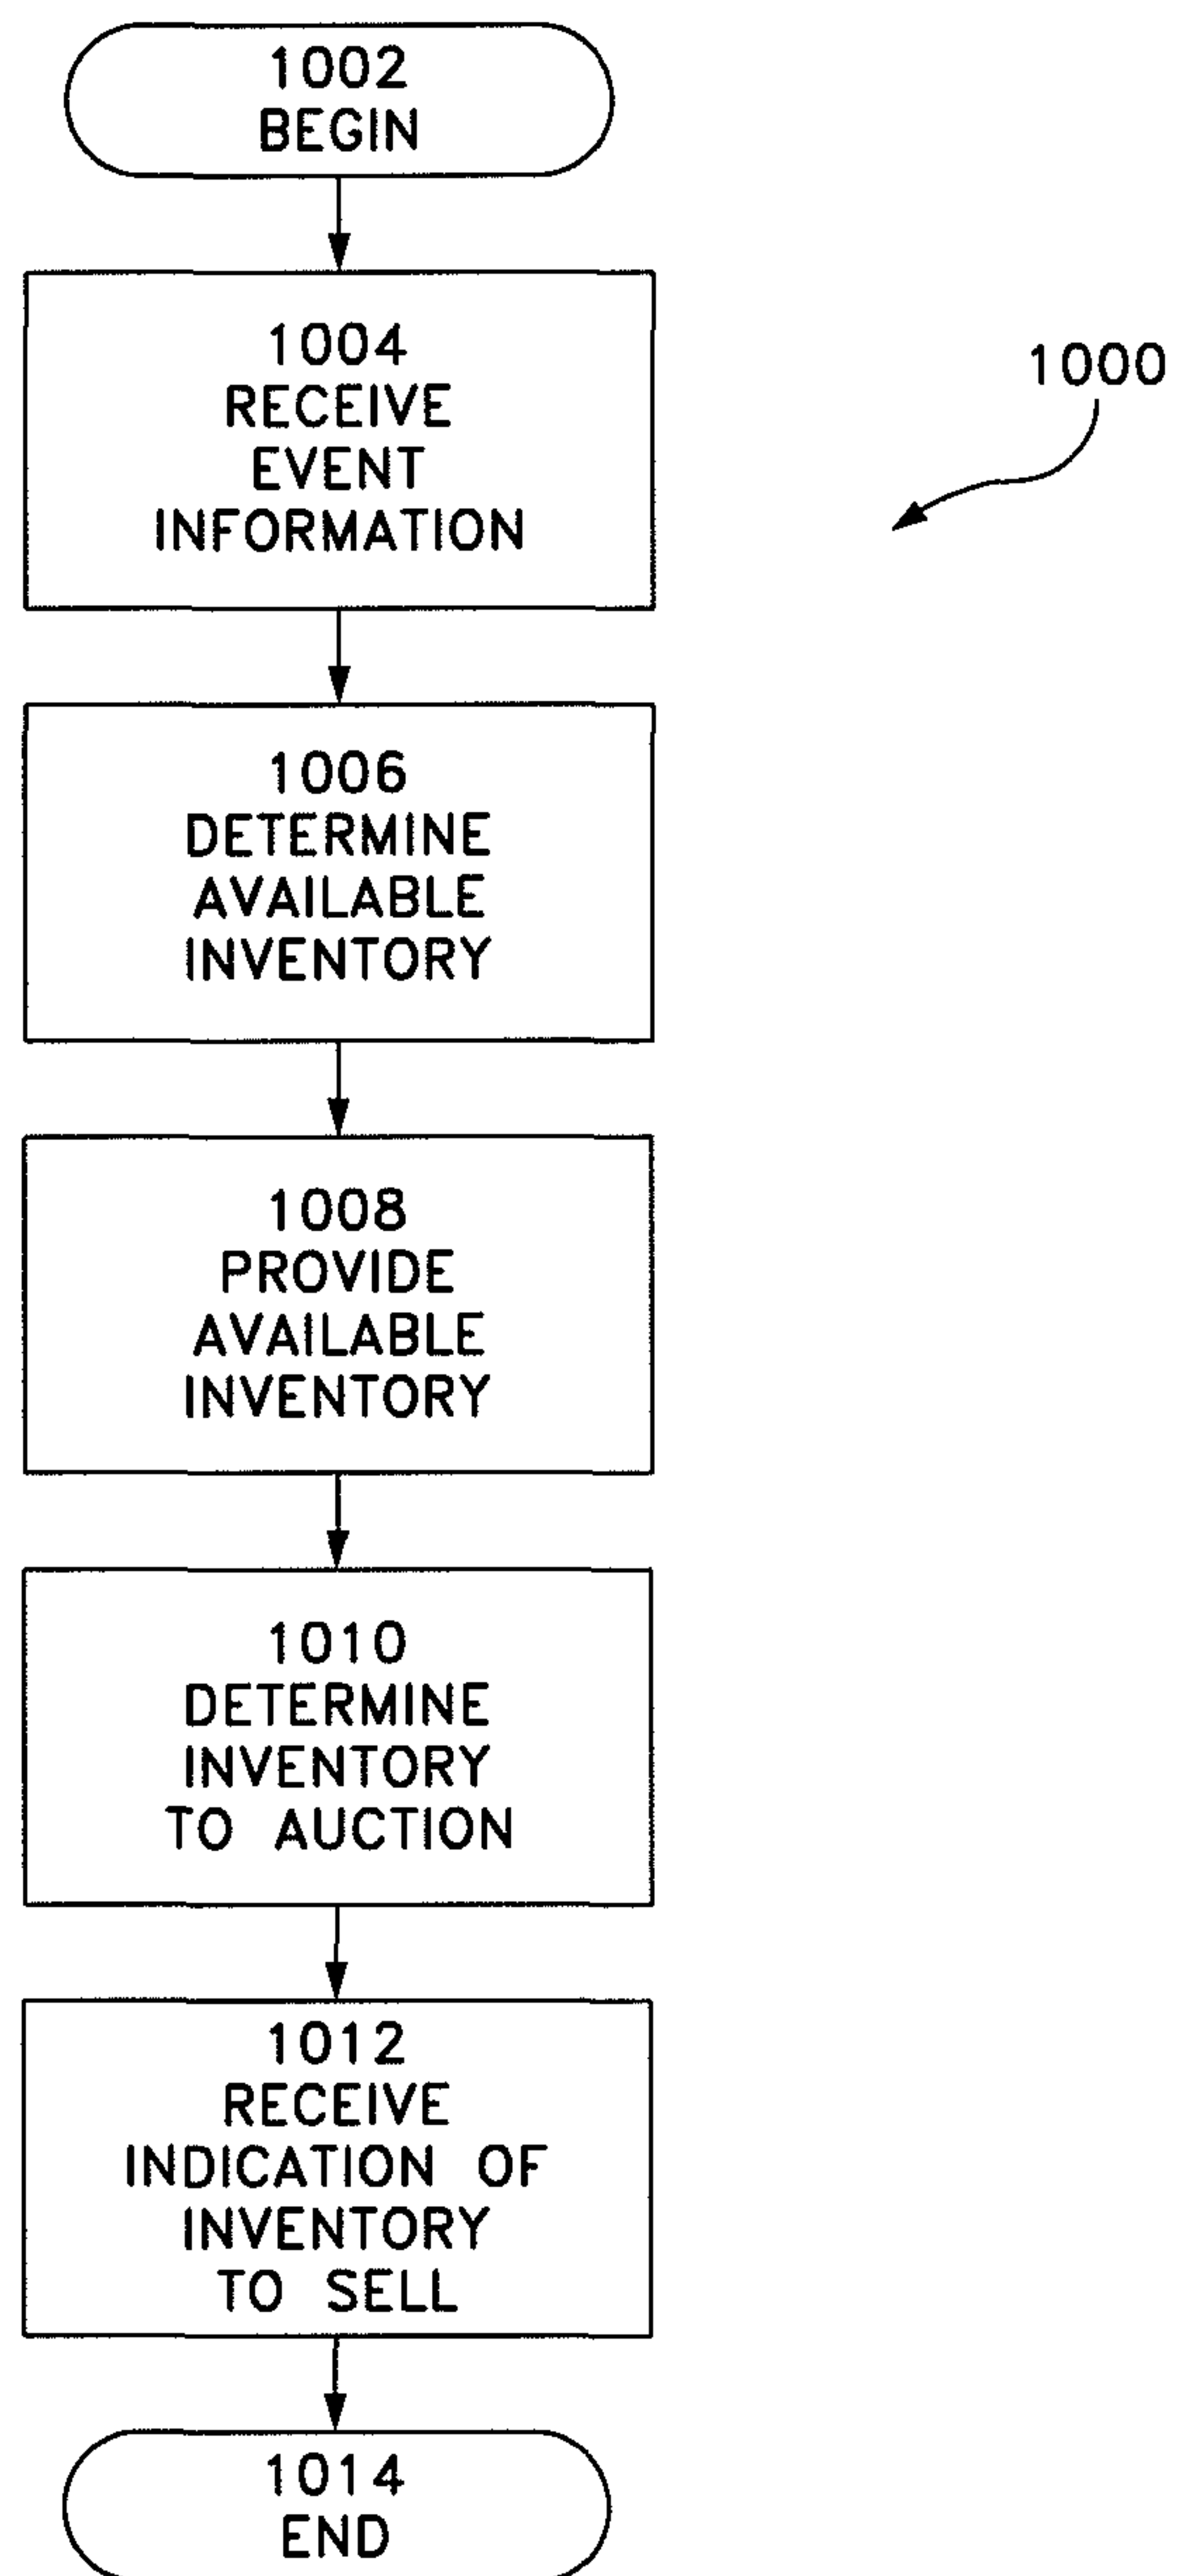 1002
BEGIN
1004
RECEIVE
EVENT
INFORMATION
1000
1006
DETERMINE
AVAILABLE
INVENTORY
1008
PROVIDE
AVAILABLE
INVENTORY
1010
DETERMINE
INVENTORY
TO AUCTION
1012
RECEIVE
INDICATION OF
INVENTORY
TO SELL
1014
END